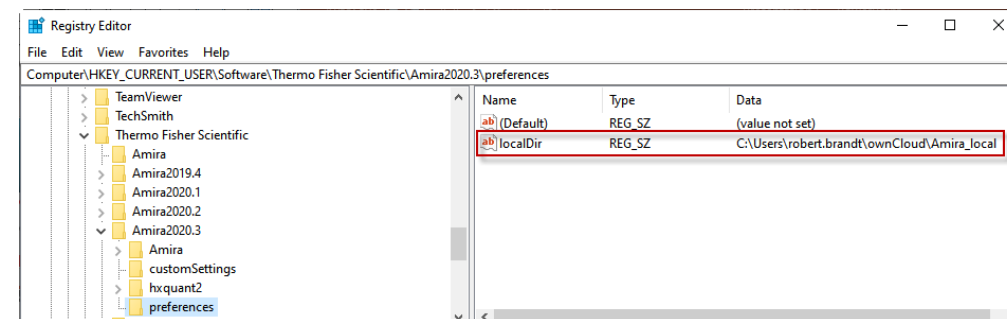 Registry Editor
File Edit View Favorites Help
Computer\HKEY_CURRENT_USER\Software\Thermo Fisher Scientific\Amira2020.3\preferences
TeamViewer
TechSmith
Thermo Fisher Scientific
Amira
Amira2019.4
Amira2020.1
Amira2020.2
Amira2020.3
Amira
customSettings
hxquant2
preferences
Name Type Data
ab (Default) REG_SZ (value not set)
ab localDir REG_SZ C:\Users\robert.brandt\ownCloud\Amira_local